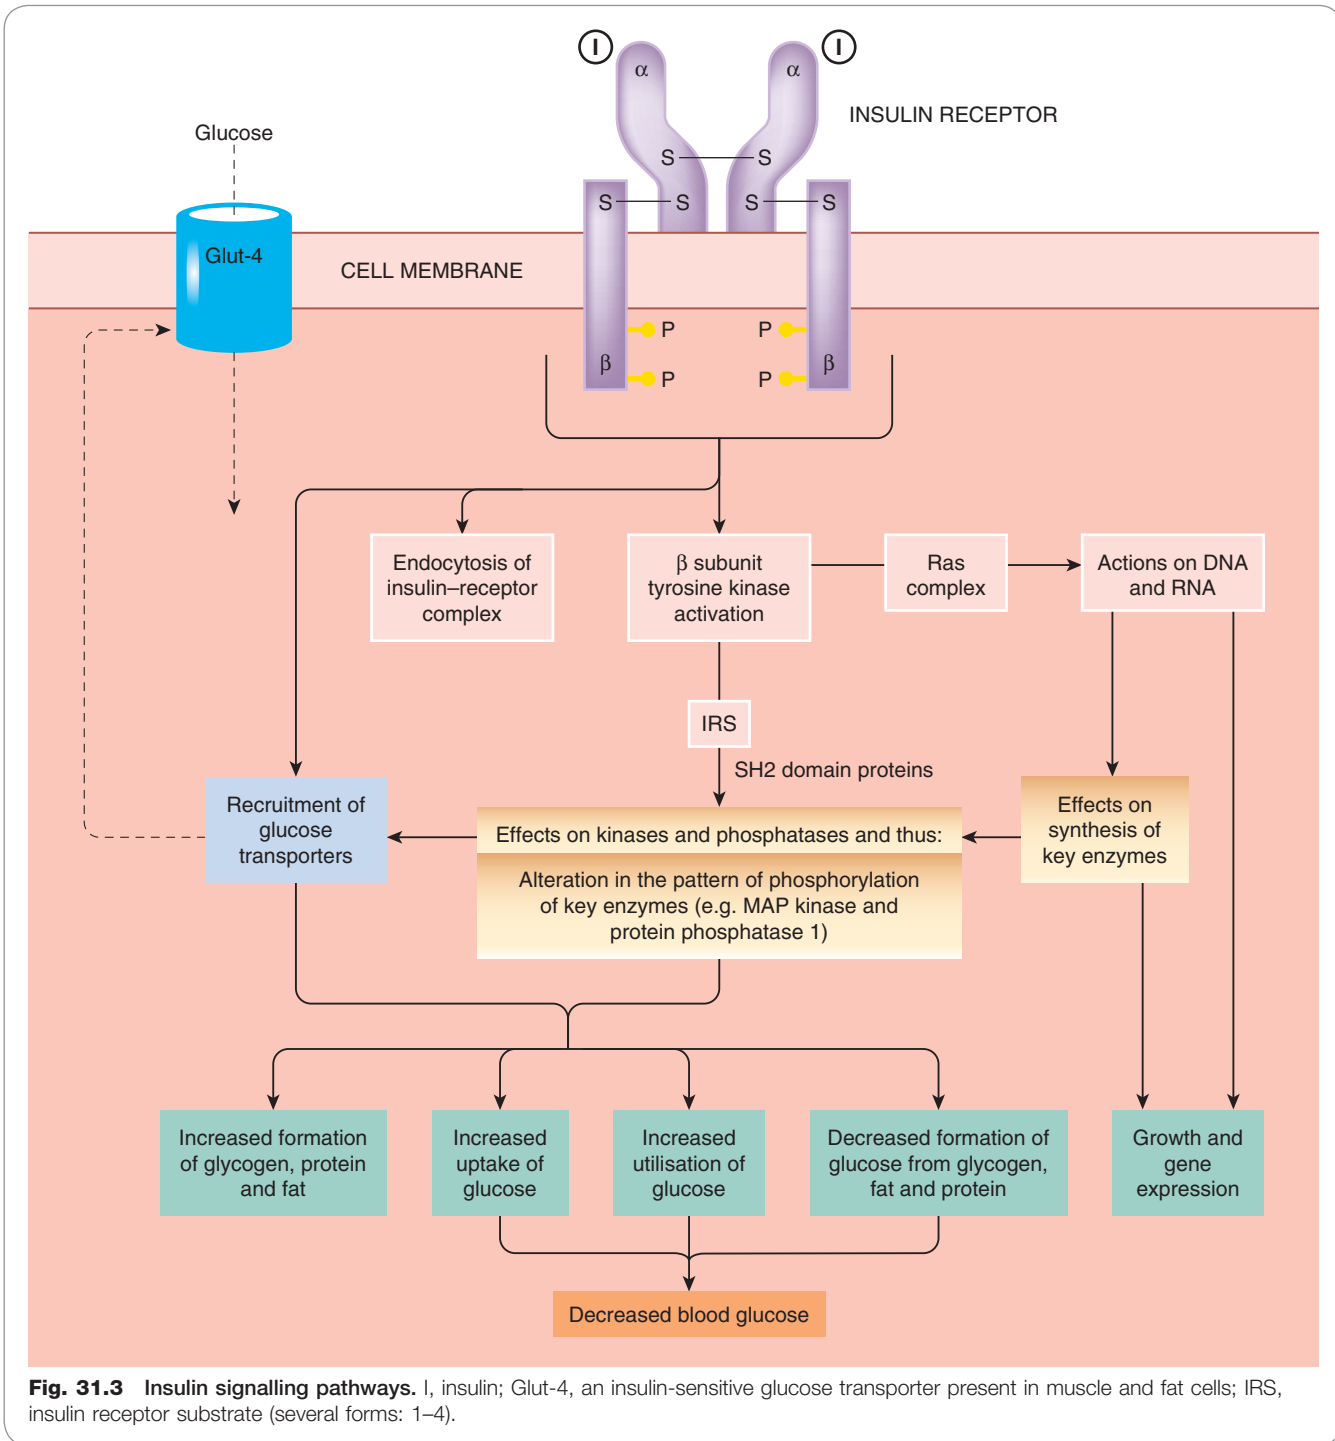 I
I
α
α
INSULIN RECEPTOR
Glucose
S
S
S
S
S
S
Glut-4
CELL MEMBRANE
P
P
β
β
P
P
Endocytosis of
insulin–receptor
complex
β subunit
tyrosine kinase
activation
Ras
complex
Actions on DNA
and RNA
IRS
SH2 domain proteins
Recruitment of
glucose
transporters
Effects on kinases and phosphatases and thus:
Alteration in the pattern of phosphorylation
of key enzymes (e.g. MAP kinase and
protein phosphatase 1)
Effects on
synthesis of
key enzymes
Increased formation
of glycogen, protein
and fat
Increased
uptake of
glucose
Increased
utilisation of
glucose
Decreased formation of
glucose from glycogen,
fat and protein
Growth and
gene
expression
Decreased blood glucose
Fig. 31.3 Insulin signalling pathways. I, insulin; Glut-4, an insulin-sensitive glucose transporter present in muscle and fat cells; IRS,
insulin receptor substrate (several forms: 1–4).